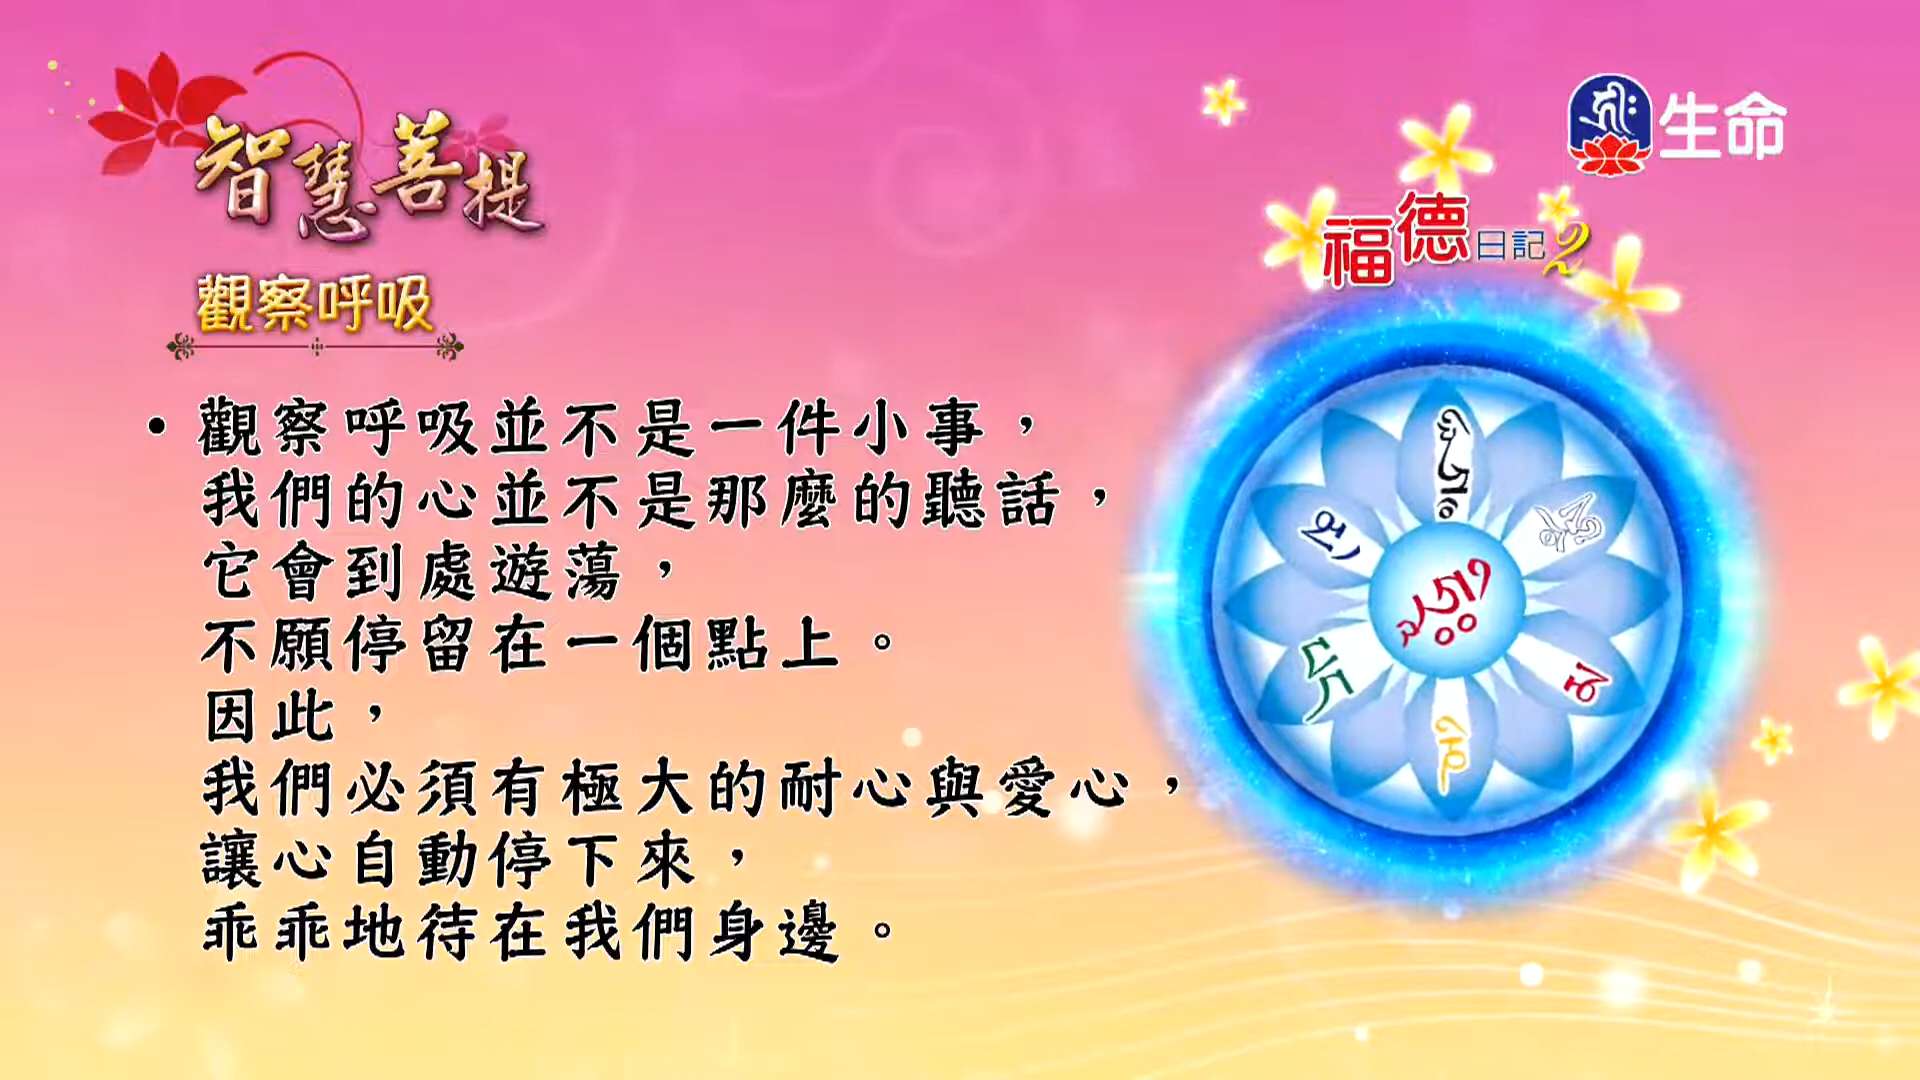 智慧菩提
生命
福德日記2
觀察呼吸
•觀察呼吸並不是一件小事，
我們的心並不是那麼的聽話，
它會到處遊蕩，
不願停留在一個點上。
因此，
我們必須有極大的耐心與愛心，
讓心自動停下來，
乖乖地待在我們身邊。